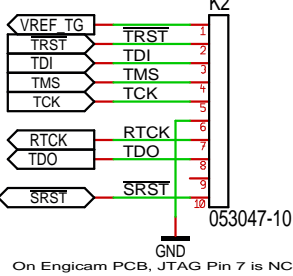 K2
VREF_TG 1
TRST TRST 2
TDI TDI 3
TMS TMS 4
TCK TCK 5
6
RTCK RTCK 7
TDO TDO 8
9
SRST SRST 10
053047-10
GND
On Engicam PCB, JTAG Pin 7 is NC